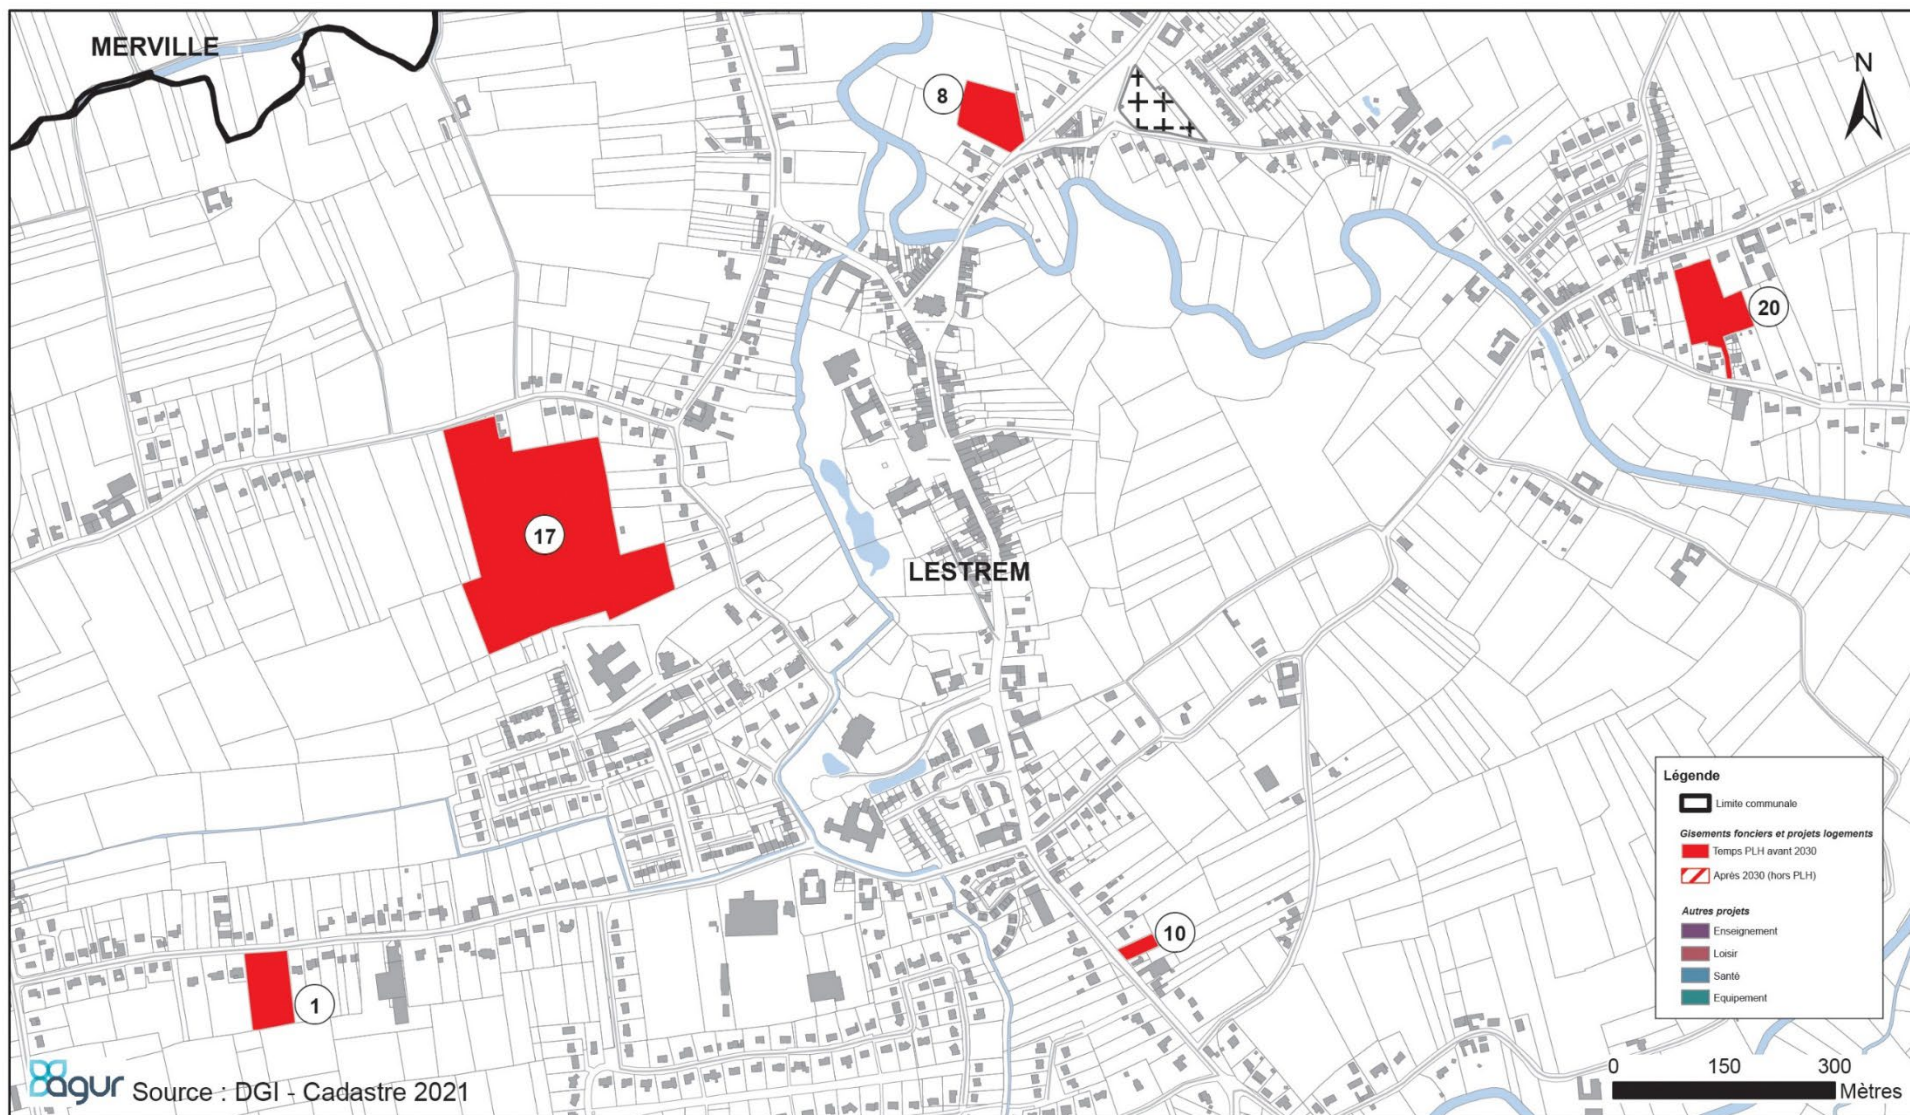 MERVILLE
N
8
20
17
LESTREM
10
1
Légende
Limite communale
Gisements fonciers et projets logements
Temps PLH avant 2030
Après 2030 (hors PLH)
Autres projets
Enseignement
Loisir
Santé
Equipement
0 150 300
Mètres
agur Source : DGI - Cadastre 2021